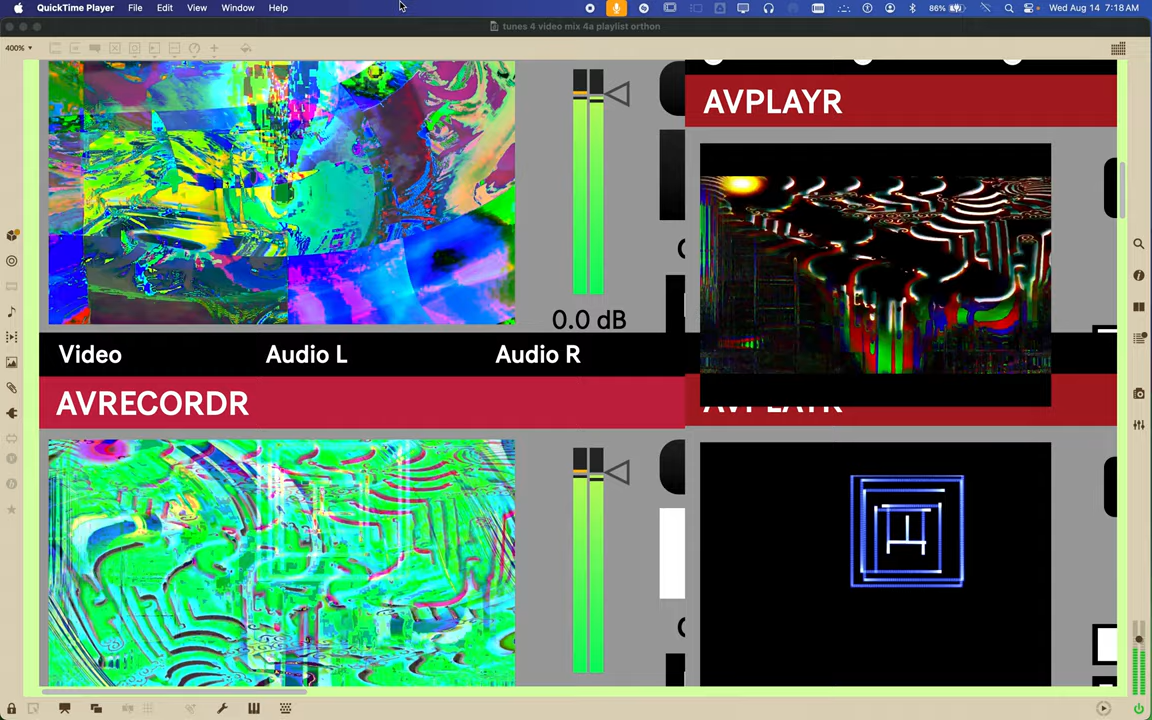 QuickTime Player File Edit View Window Help
86% Wed Aug 14 7:18 AM
tunes 4 video mix 4a playlist orthon
400%
AVPLAYR
0.0 dB
Video Audio L Audio R
AVRECORDR
AVPLAYR